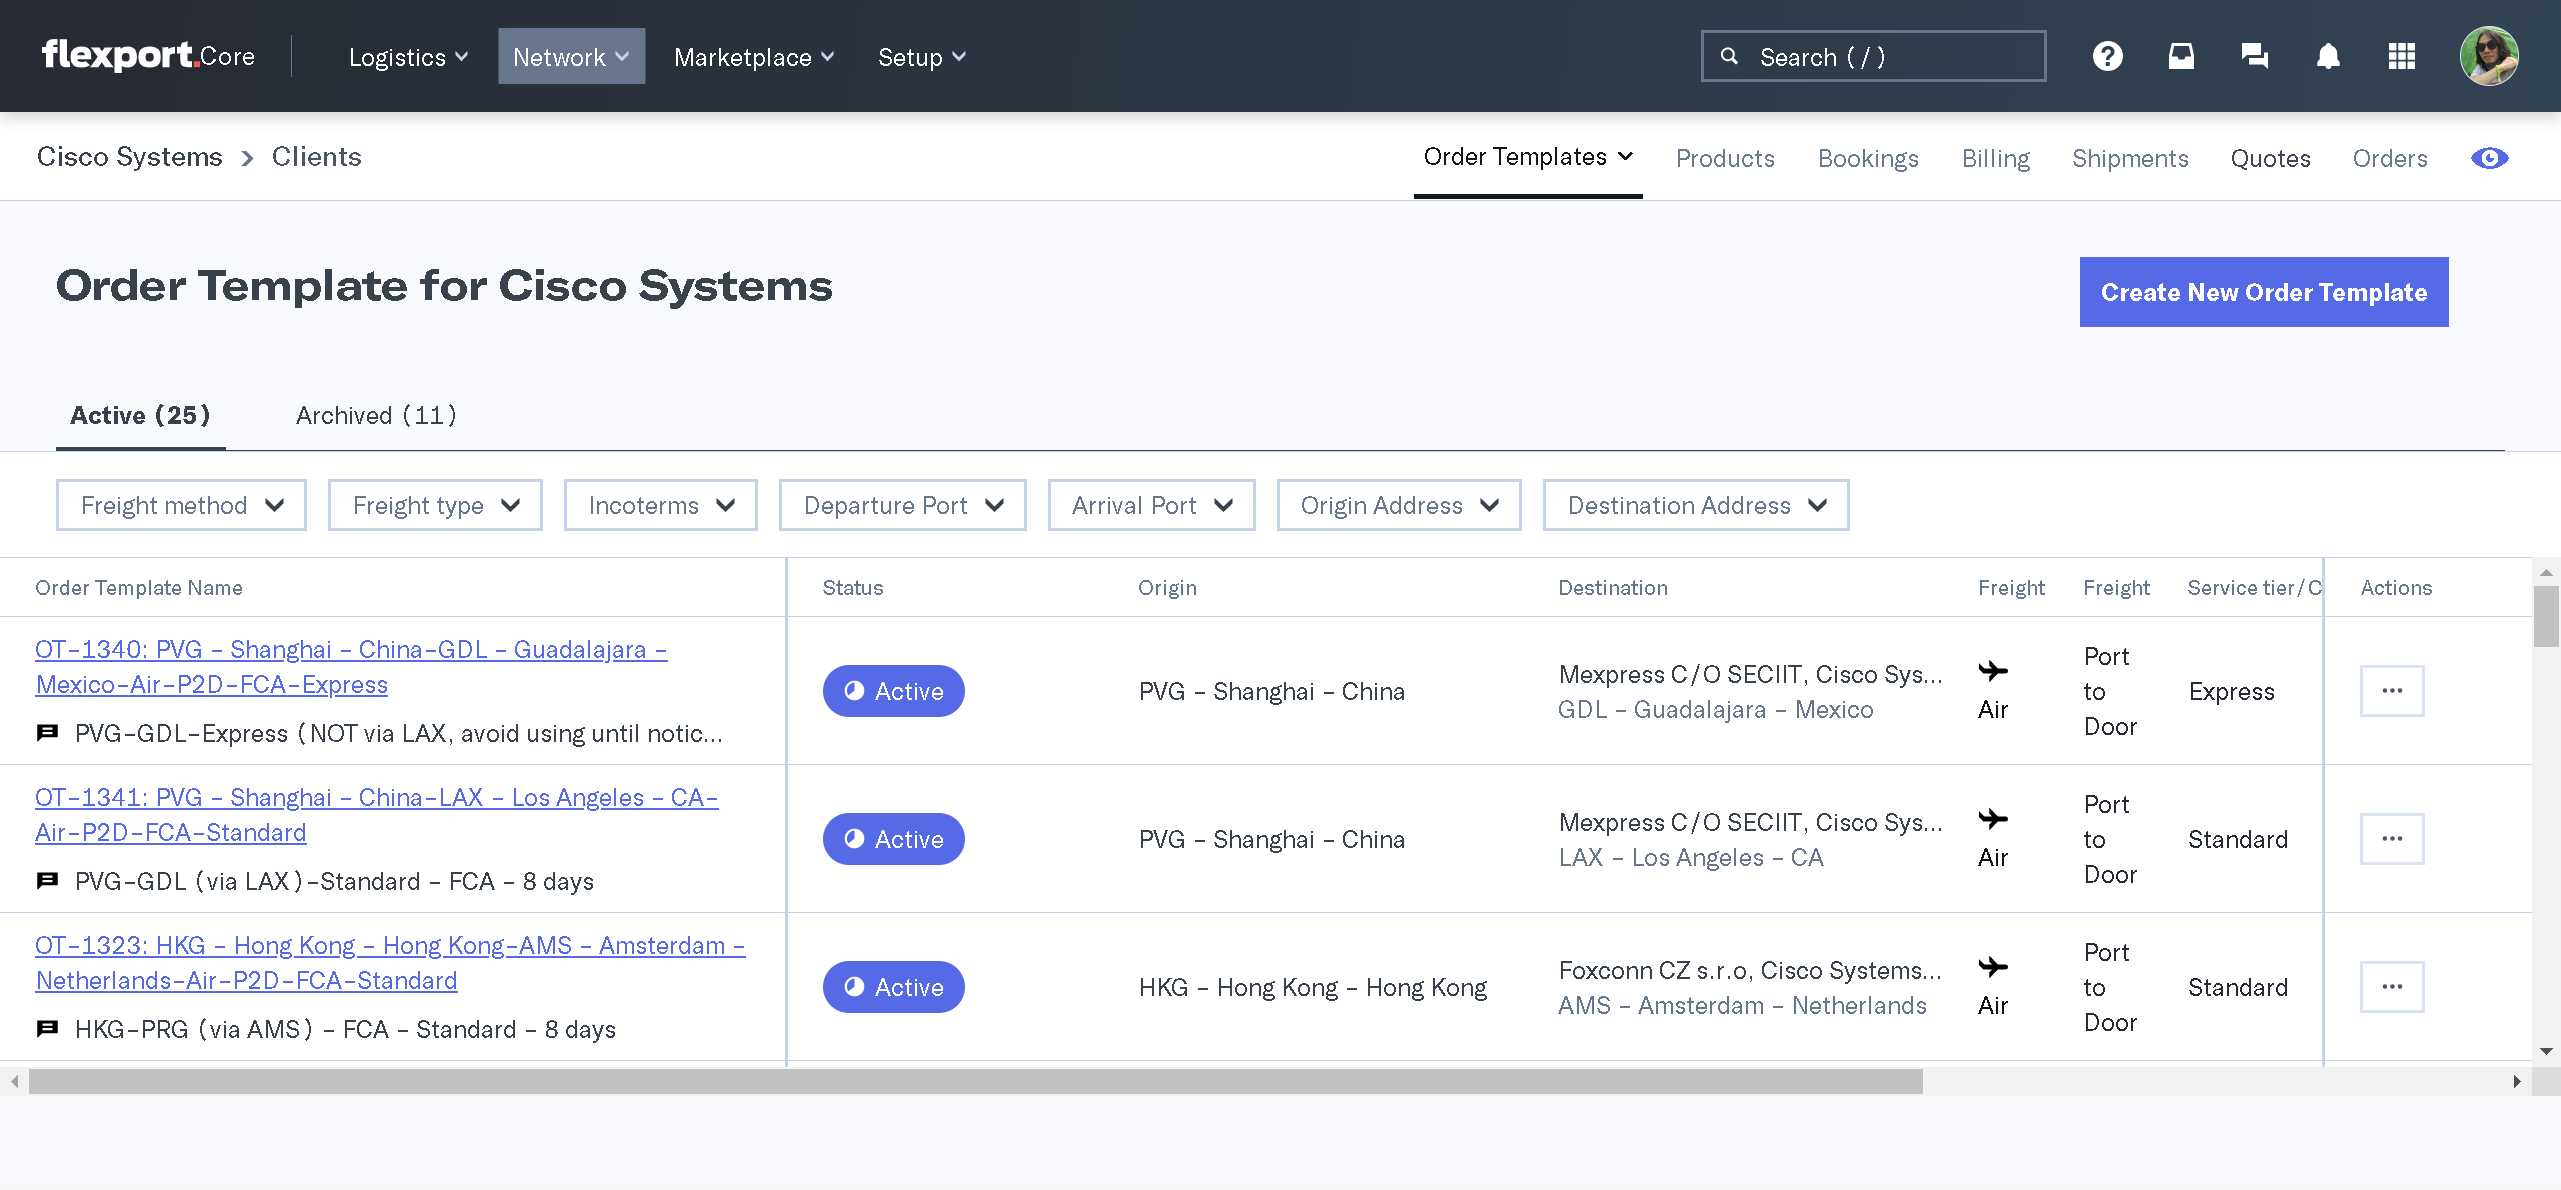 flexport.Core
Logistics
Network
Marketplace
Setup
Search (/)
Cisco Systems > Clients
Order Templates
Products
Bookings
Billing
Shipments
Quotes
Orders
Order Template for Cisco Systems
Create New Order Template
Active (25)
Archived (11)
Freight method
Freight type
Incoterms
Departure Port
Arrival Port
Origin Address
Destination Address
Order Template Name
Status
Origin
Destination
Freight
Freight
Service tier/C
Actions
OT-1340: PVG - Shanghai - China-GDL - Guadalajara -
Mexico-Air-P2D-FCA-Express
PVG-GDL-Express (NOT via LAX, avoid using until notic...
Active
PVG - Shanghai - China
Mexpress C/O SECIIT, Cisco Sys...
GDL - Guadalajara - Mexico
Air
Port
to
Door
Express
OT-1341: PVG - Shanghai - China-LAX - Los Angeles - CA-
Air-P2D-FCA-Standard
PVG-GDL (via LAX)-Standard - FCA - 8 days
Active
PVG - Shanghai - China
Mexpress C/O SECIIT, Cisco Sys...
LAX - Los Angeles - CA
Air
Port
to
Door
Standard
OT-1323: HKG - Hong Kong - Hong Kong-AMS - Amsterdam -
Netherlands-Air-P2D-FCA-Standard
HKG-PRG (via AMS) - FCA - Standard - 8 days
Active
HKG - Hong Kong - Hong Kong
Foxconn CZ s.r.o, Cisco Systems...
AMS - Amsterdam - Netherlands
Air
Port
to
Door
Standard